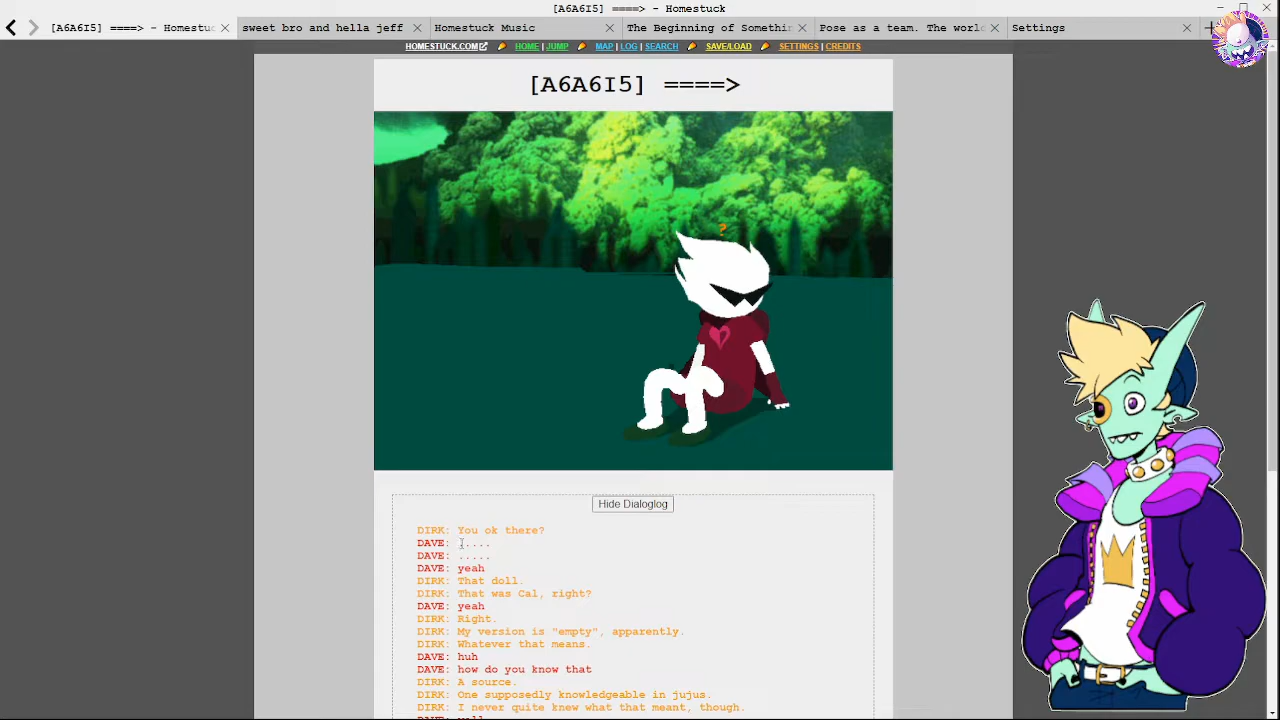 [A6A6I5] ====> - Homestuck
[A6A6I5] ====> - Homestuc
sweet bro and hella jeff
Homestuck Music
The Beginning of Somethin
Pose as a team. The worl
Settings
HOMESTUCK.COM HOME | JUMP MAP | LOG | SEARCH SAVE/LOAD SETTINGS | CREDITS
[A6A6I5] ====>
?
Hide Dialoglog
DIRK: You ok there?
DAVE: .....
DAVE: .....
DAVE: yeah
DIRK: That doll.
DIRK: That was Cal, right?
DAVE: yeah
DIRK: Right.
DIRK: My version is "empty", apparently.
DIRK: Whatever that means.
DAVE: huh
DAVE: how do you know that
DIRK: A source.
DIRK: One supposedly knowledgeable in jujus.
DIRK: I never quite knew what that meant, though.